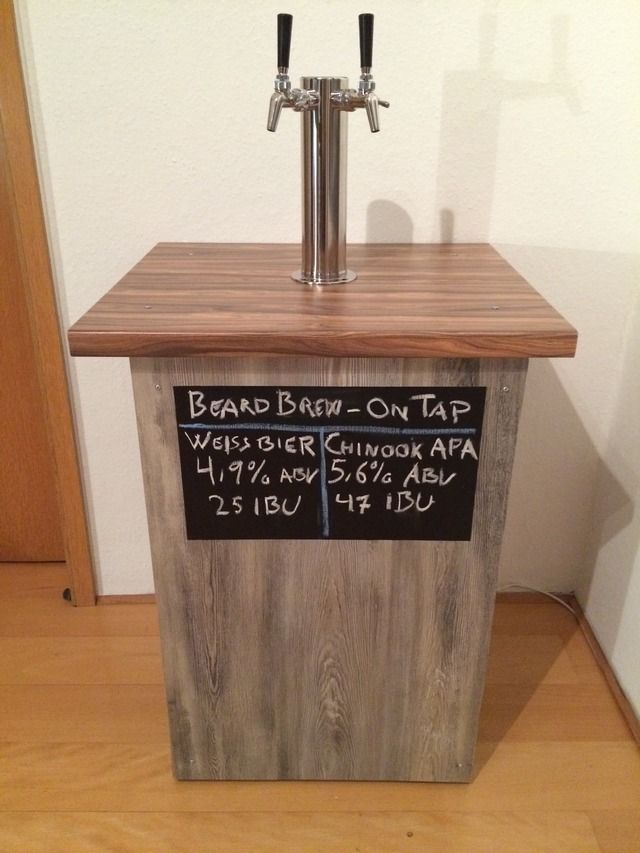 BEARD BREW - ON TAP
WEISSBIER
4,9% ABV
25 IBU
CHINOOK APA
5,6% ABV
47 IBU